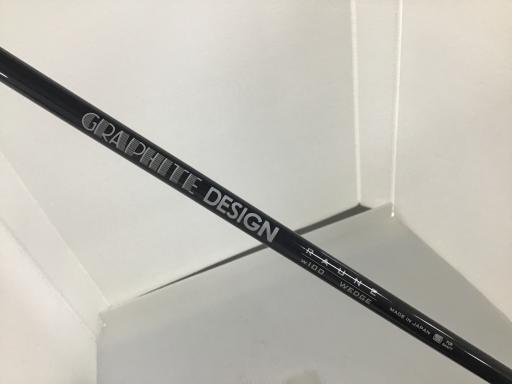 GRAPHITE DESIGN
RAUNE
w100 WEDGE
MADE IN JAPAN